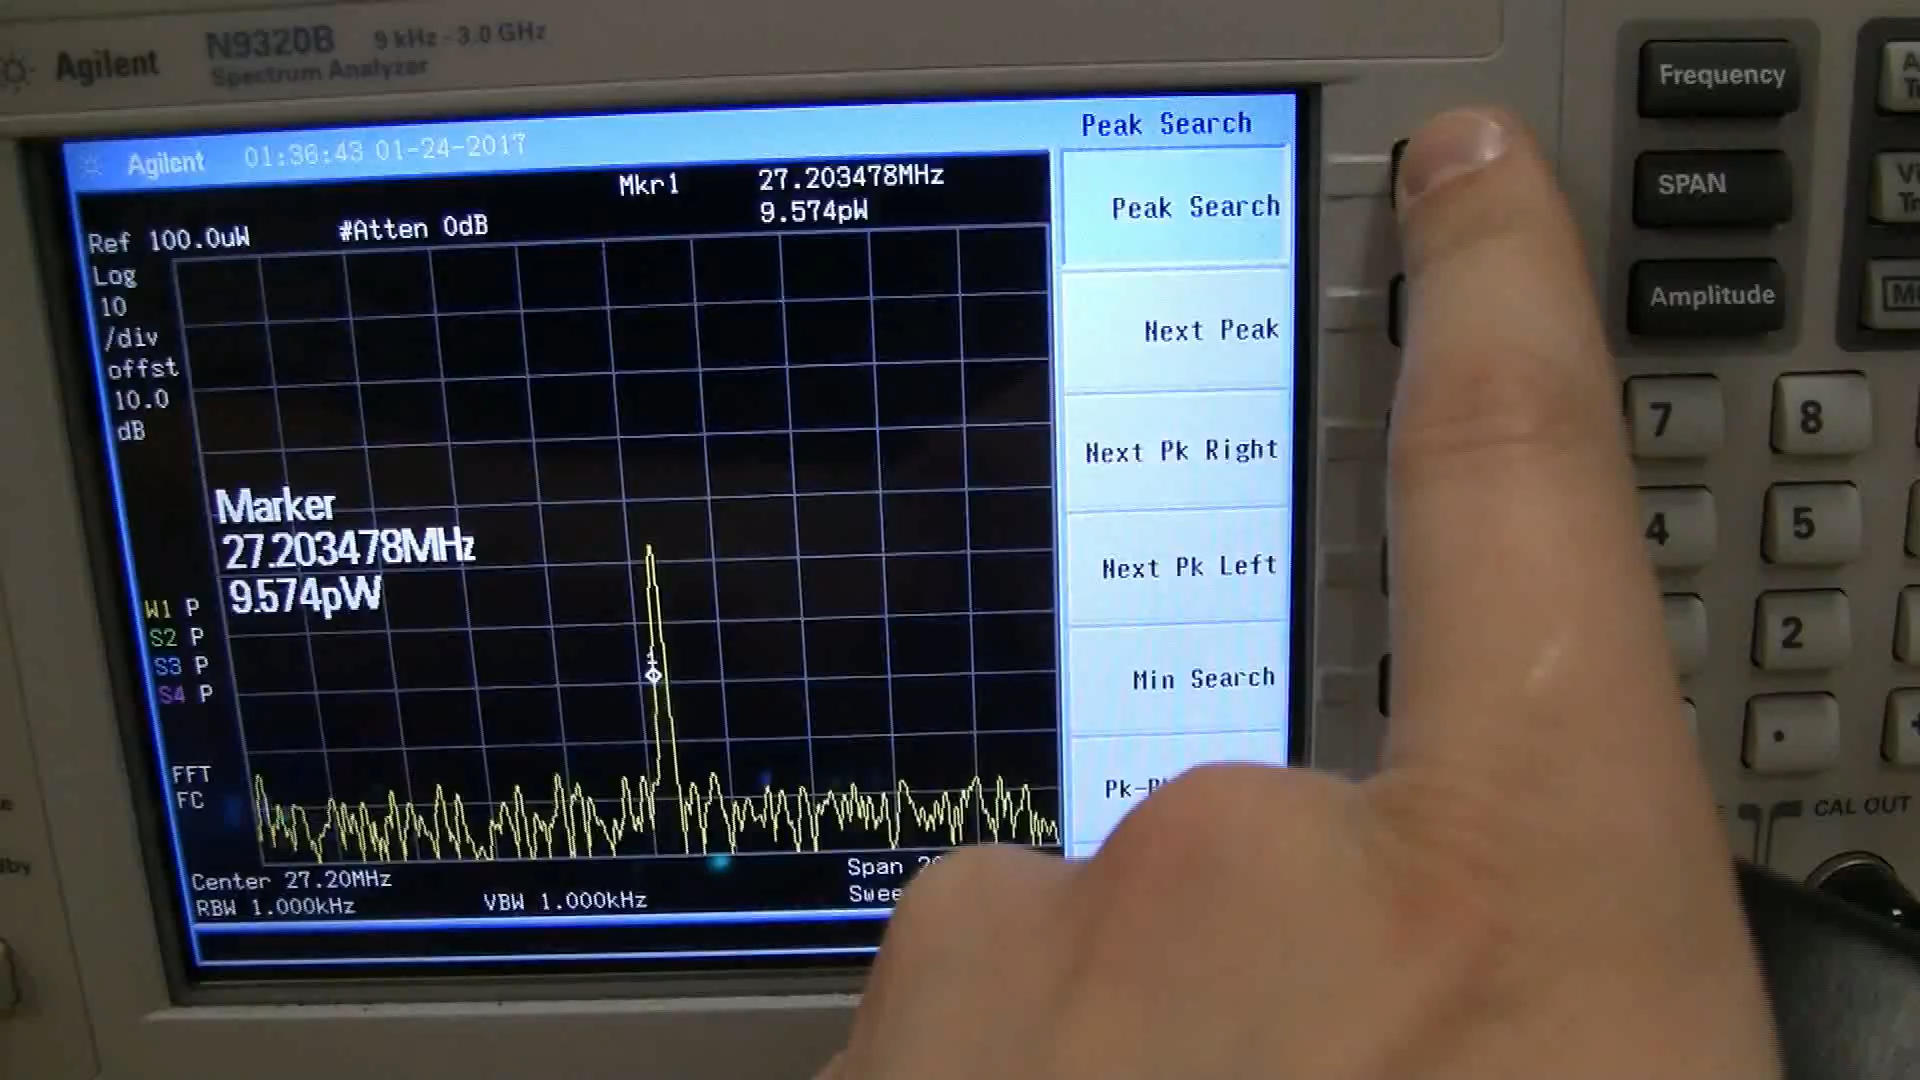 Agilent N9320B 9 kHz - 3.0 GHz
Spectrum Analyzer
Agilent 01:36:43 01-24-2017
Peak Search
Mkr1 27.203478MHz
9.574pW
Ref 100.0uW #Atten 0dB
Log
10
/div
offst
10.0
dB
Marker
27.203478MHz
9.574pW
1
W1 P
S2 P
S3 P
S4 P
FFT
FC
Center 27.20MHz
Span
RBW 1.000kHz VBW 1.000kHz
Peak Search
Next Peak
Next Pk Right
Next Pk Left
Min Search
Frequency
SPAN
Amplitude
7 8
4 5
2
.
CAL OUT